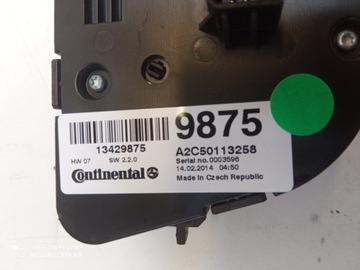 9875
13429875
A2C50113258
HW 07 SW 2.2.0
Serial no.0003596
14.02.2014 04:50
Continental
Made in Czech Republic